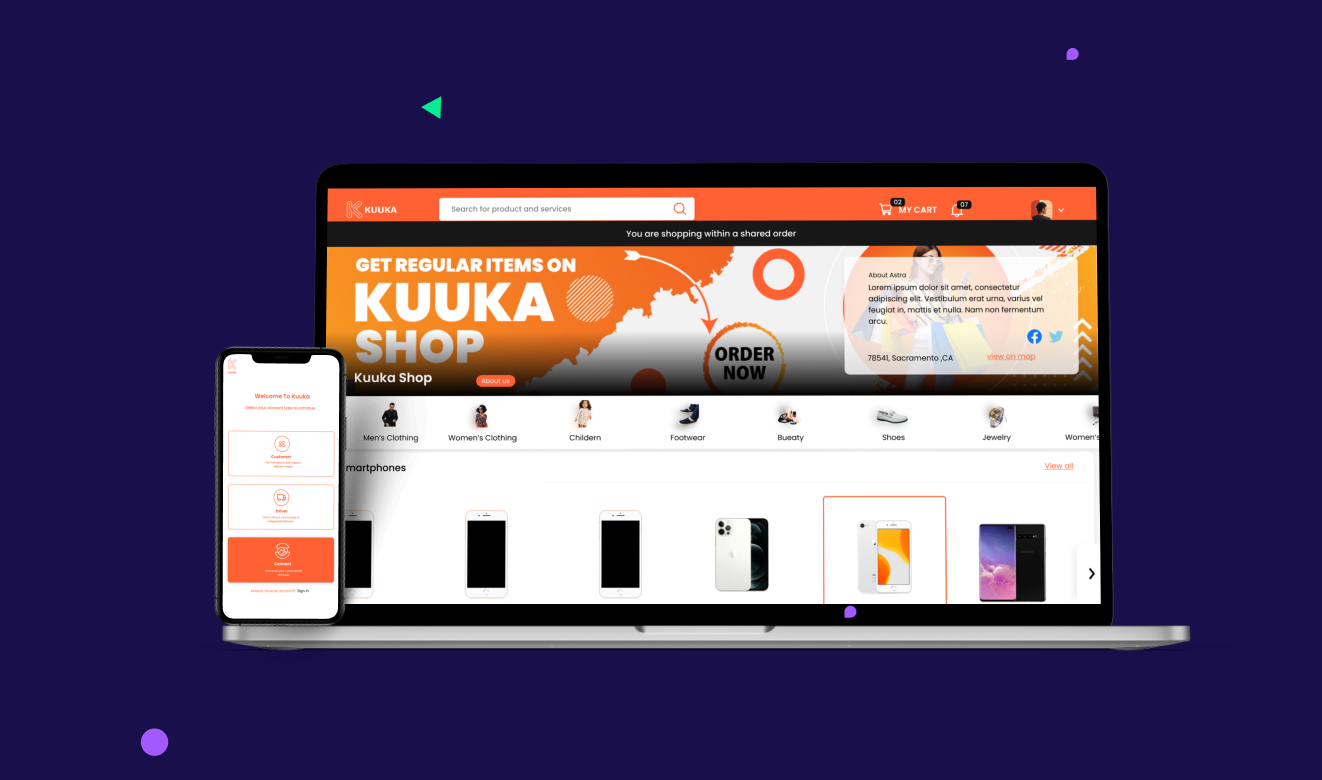 KUUKA
Search for product and services
02
MY CART
07
You are shopping within a shared order
GET REGULAR ITEMS ON
KUUKA
SHOP
ORDER
NOW
Kuuka Shop
About us
About Astra
Lorem ipsum dolor sit amet, consectetur
adipiscing elit. Vestibulum erat urna, varius vel
feugiat in, mattis et nulla. Nam non fermentum
arcu.
78541, Sacramento ,CA
view on map
Men's Clothing
Women's Clothing
Childern
Footwear
Bueaty
Shoes
Jewelry
Women's
martphones
View all
Welcome To Kuuka
Select your account type to continue.
Customer
Driver
Connect
Already have an account? Sign In